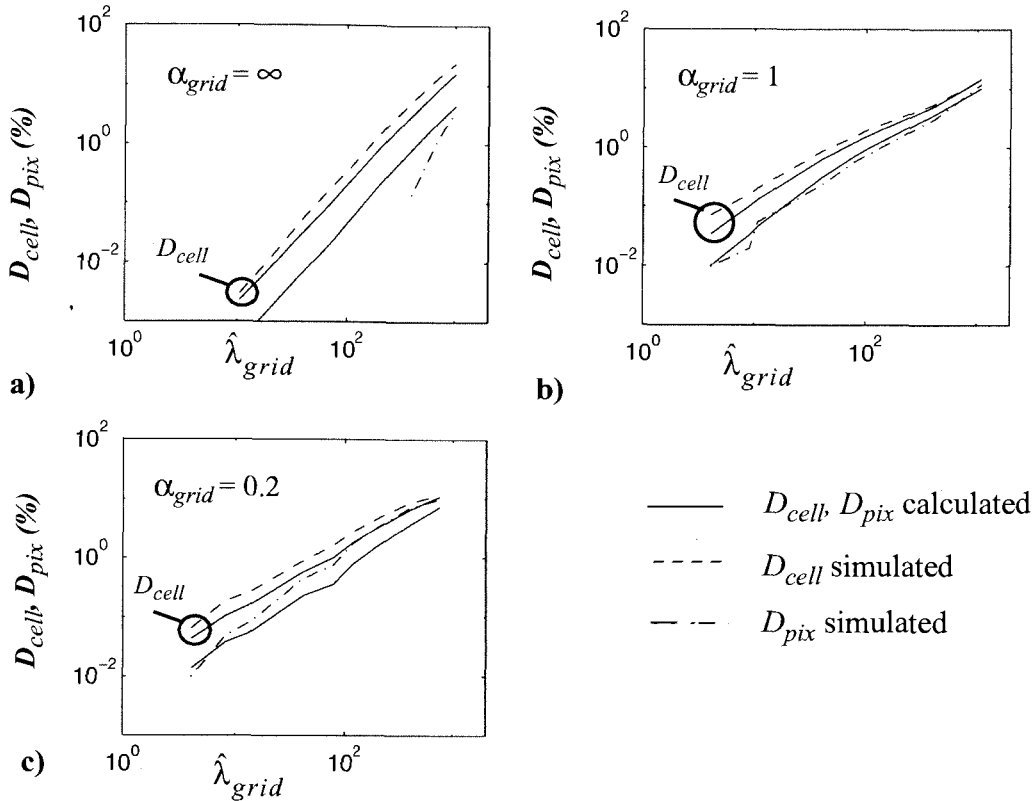 10² 10⁰ 10⁻²
D_cell, D_pix (%)
α_grid = ∞
D_cell
10⁰ 10²
λ̂_grid
a)
10² 10⁰ 10⁻²
D_cell, D_pix (%)
α_grid = 1
D_cell
10⁰ 10²
λ̂_grid
b)
10² 10⁰ 10⁻²
D_cell, D_pix (%)
α_grid = 0.2
D_cell
10⁰ 10²
λ̂_grid
c)
D_cell, D_pix calculated
D_cell simulated
D_pix simulated